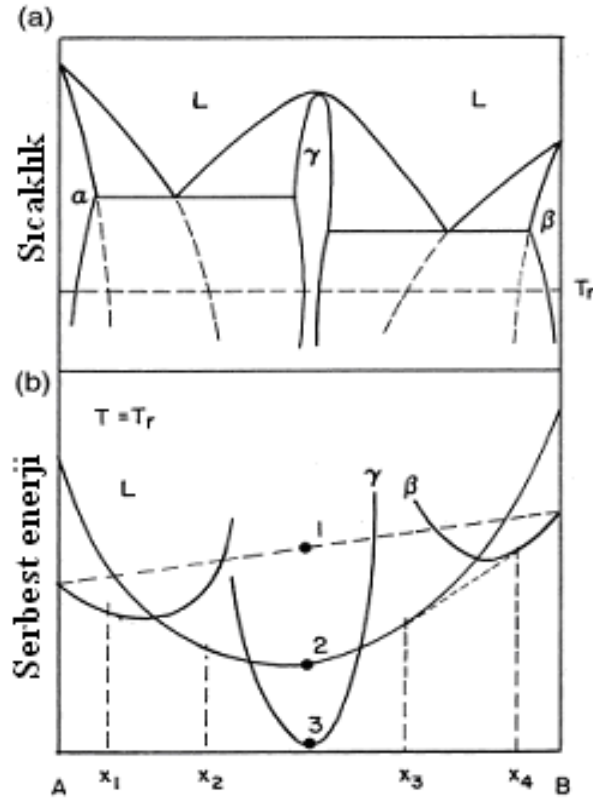 (a)
L
L
γ
α
β
Sıcaklık
Tr
(b)
T = Tr
γ
β
L
1
2
3
Serbest enerji
A
x1
x2
x3
x4
B